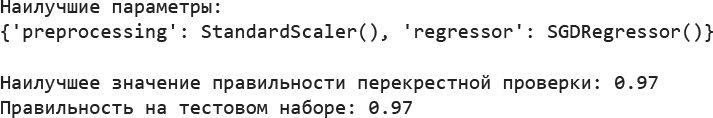 Наилучшие параметры:
{'preprocessing': StandardScaler(), 'regressor': SGDRegressor()}
Наилучшее значение правильности перекрестной проверки: 0.97
Правильность на тестовом наборе: 0.97